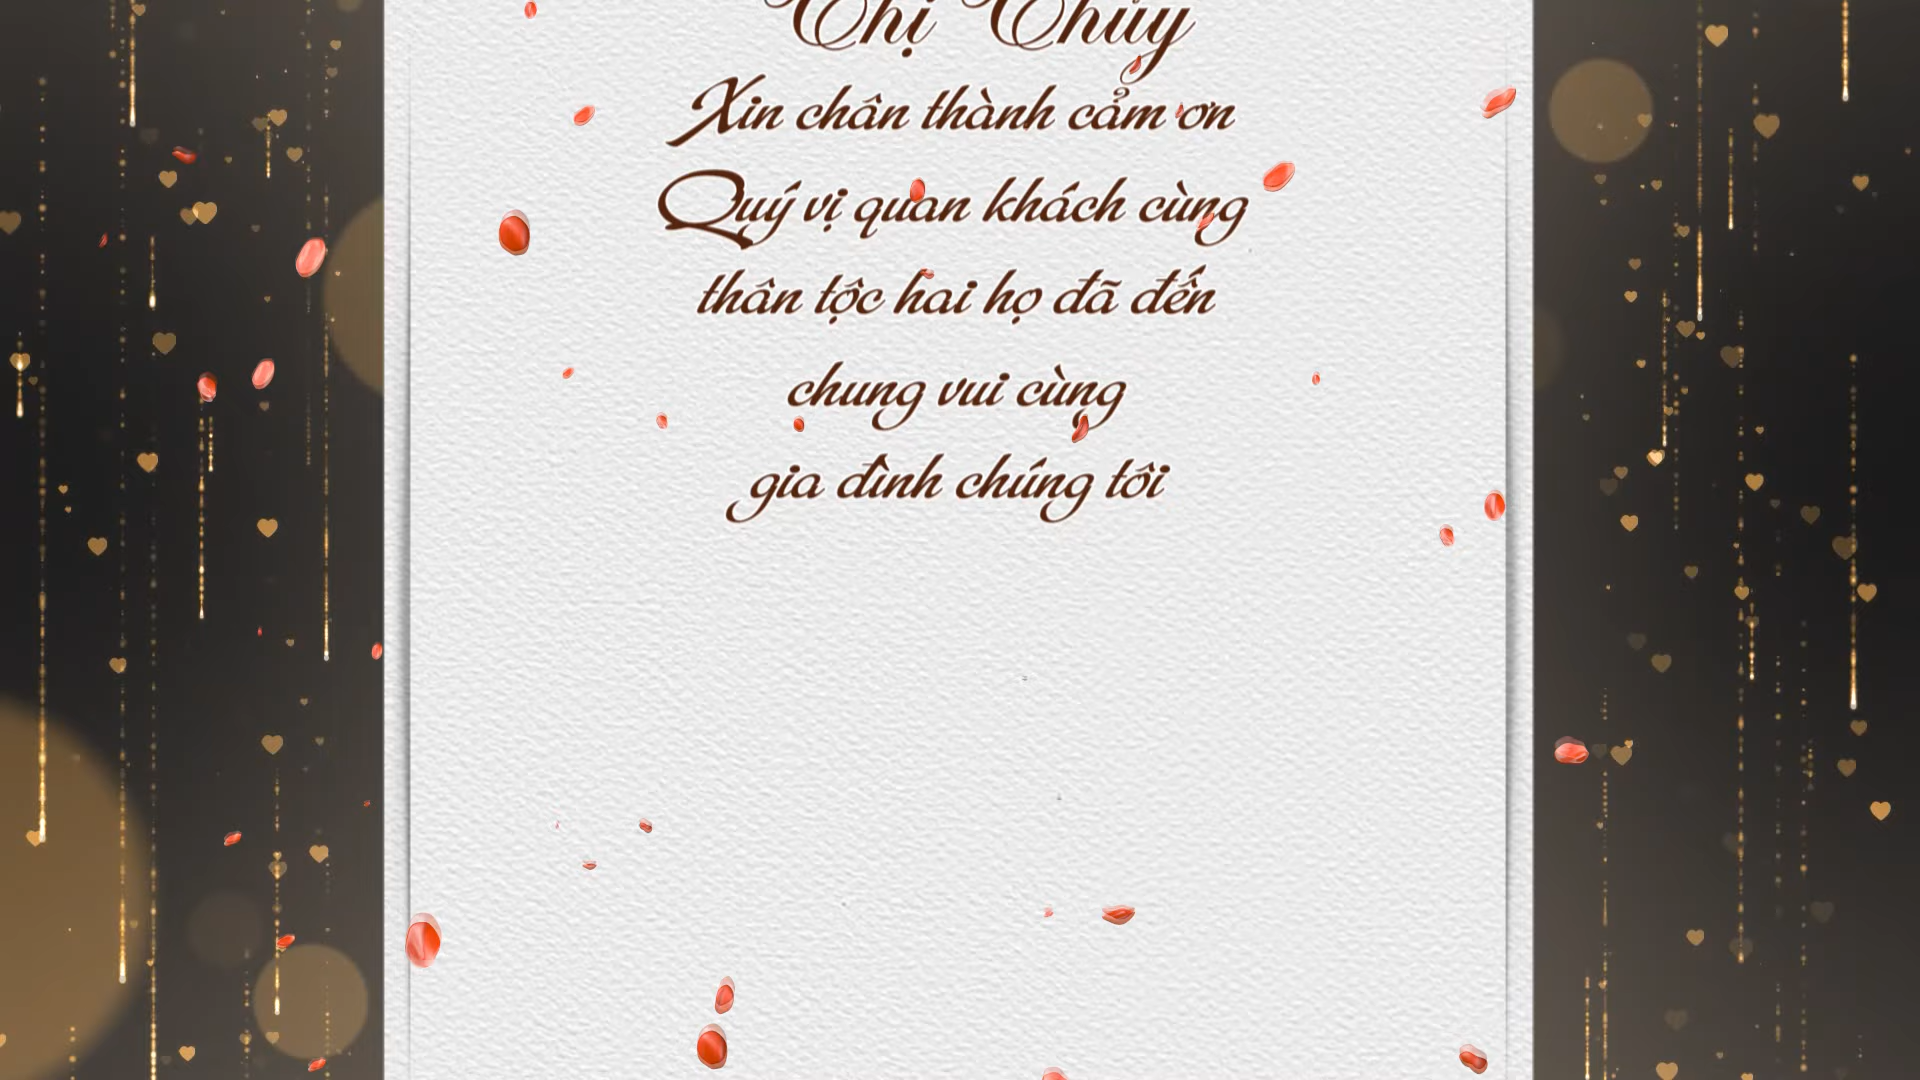 Thị Thủy
Xin chân thành cảm ơn
Quý vị quan khách cùng
thân tộc hai họ đã đến
chung vui cùng
gia đình chúng tôi